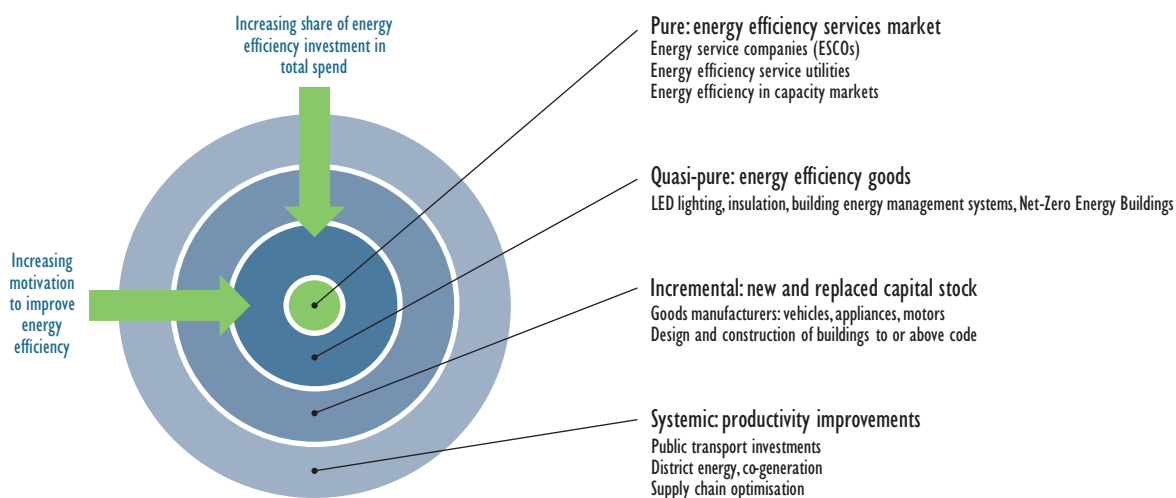 Increasing share of energy
efficiency investment in
total spend
Increasing
motivation
to improve
energy
efficiency
Pure: energy efficiency services market
Energy service companies (ESCOs)
Energy efficiency service utilities
Energy efficiency in capacity markets
Quasi-pure: energy efficiency goods
LED lighting, insulation, building energy management systems, Net-Zero Energy Buildings
Incremental: new and replaced capital stock
Goods manufacturers: vehicles, appliances, motors
Design and construction of buildings to or above code
Systemic: productivity improvements
Public transport investments
District energy, co-generation
Supply chain optimisation